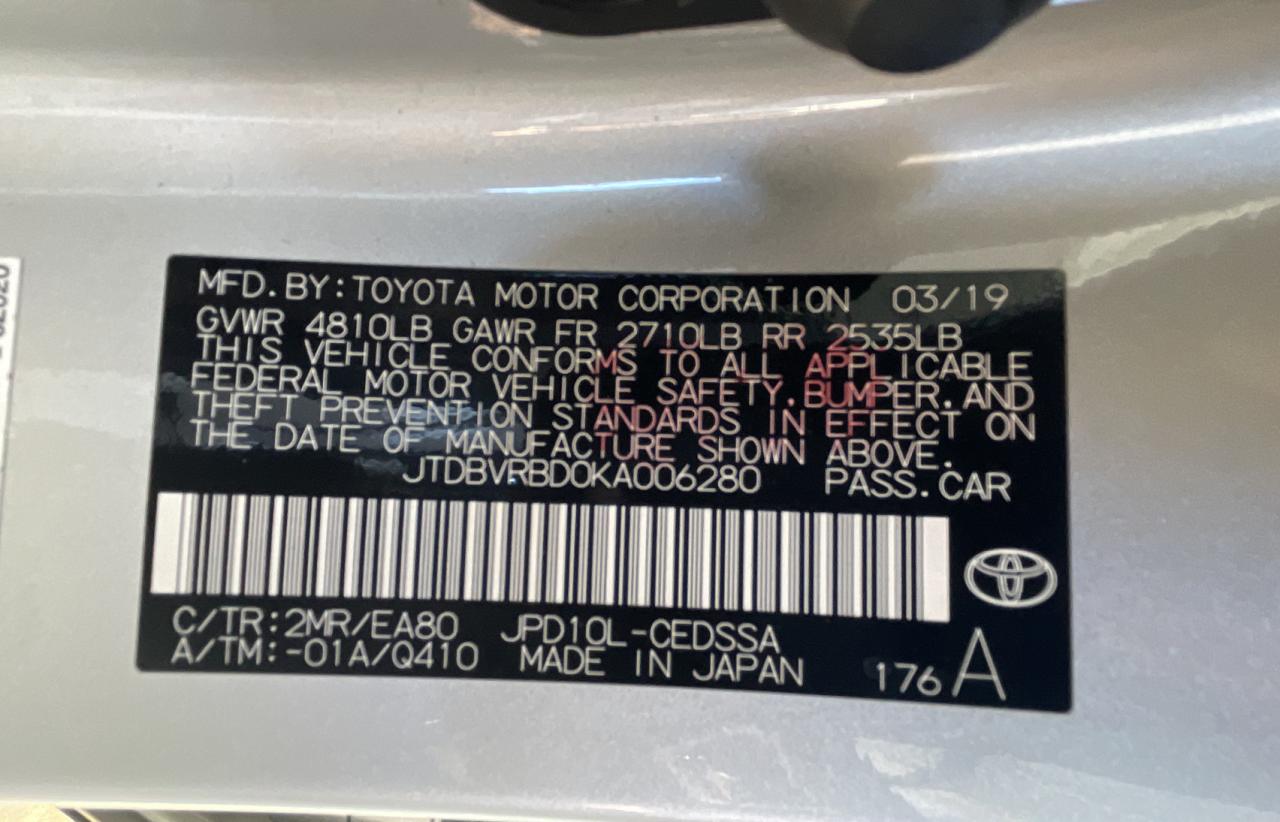 MFD.BY:TOYOTA MOTOR CORPORATION 03/19
GVWR 4810LB GAWR FR 2710LB RR 2535LB
THIS VEHICLE CONFORMS TO ALL APPLICABLE
FEDERAL MOTOR VEHICLE SAFETY.BUMPER.AND
THEFT PREVENTION STANDARDS IN EFFECT ON
THE DATE OF MANUFACTURE SHOWN ABOVE.
JTDBVRBD0KA006280 PASS.CAR
C/TR:2MR/EA80 JPD10L-CEDSSA
A/TM:-01A/Q410 MADE IN JAPAN
176 A